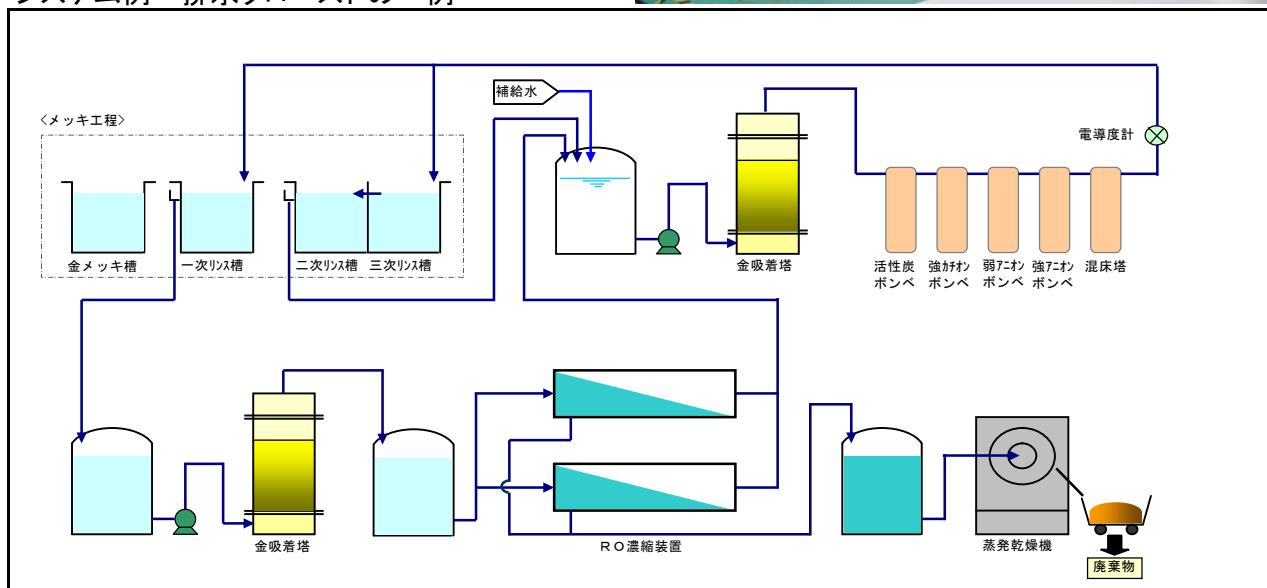 補給水
〈メッキ工程〉
電導度計
金メッキ槽
一次リンス槽
二次リンス槽
三次リンス槽
金吸着塔
活性炭
ボンベ
強カチオン
ボンベ
弱アニオン
ボンベ
強アニオン
ボンベ
混床塔
金吸着塔
RO濃縮装置
蒸発乾燥機
廃棄物